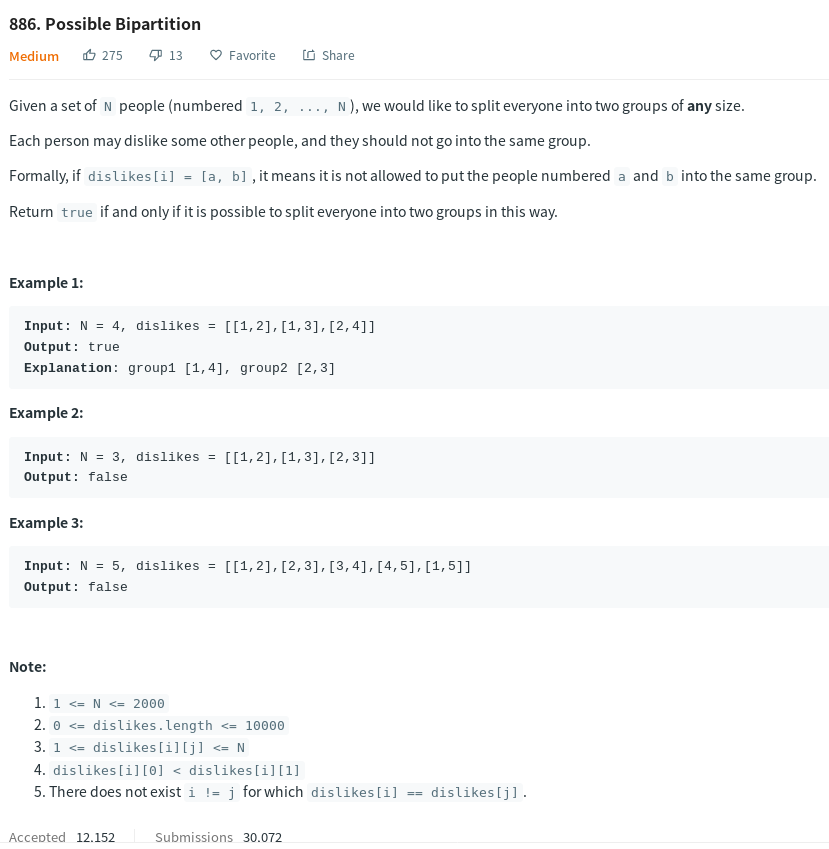 886. Possible Bipartition
Medium 275 13 Favorite Share
Given a set of N people (numbered 1, 2, ..., N), we would like to split everyone into two groups of any size.
Each person may dislike some other people, and they should not go into the same group.
Formally, if dislikes[i] = [a, b], it means it is not allowed to put the people numbered a and b into the same group.
Return true if and only if it is possible to split everyone into two groups in this way.
Example 1:
Input: N = 4, dislikes = [[1,2],[1,3],[2,4]]
Output: true
Explanation: group1 [1,4], group2 [2,3]
Example 2:
Input: N = 3, dislikes = [[1,2],[1,3],[2,3]]
Output: false
Example 3:
Input: N = 5, dislikes = [[1,2],[2,3],[3,4],[4,5],[1,5]]
Output: false
Note:
1. 1 <= N <= 2000
2. 0 <= dislikes.length <= 10000
3. 1 <= dislikes[i][j] <= N
4. dislikes[i][0] < dislikes[i][1]
5. There does not exist i != j for which dislikes[i] == dislikes[j].
Accepted 12,152 Submissions 30,072